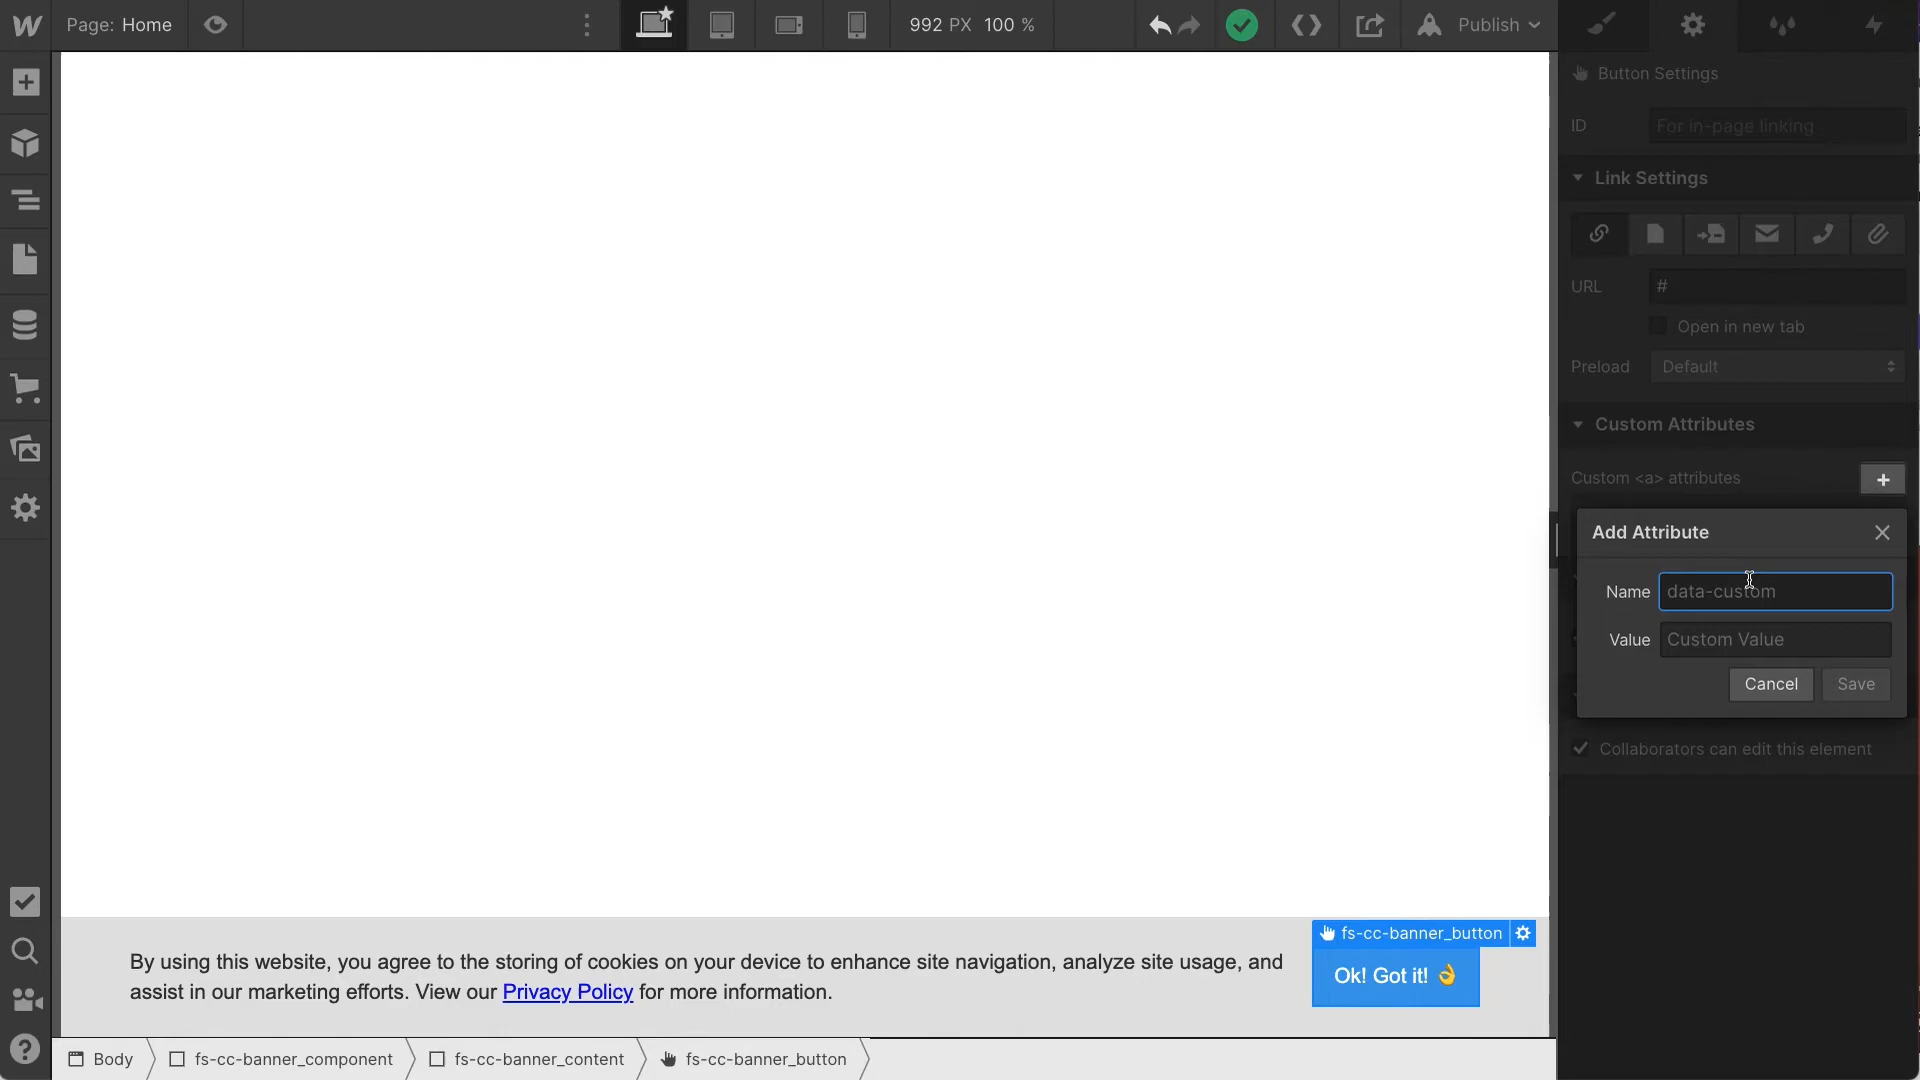 Page: Home
992 PX 100 %
Publish
Button Settings
ID For in-page linking
Link Settings
URL #
Open in new tab
Preload Default
Custom Attributes
Custom <a> attributes
+
Add Attribute
Name data-custom
Value Custom Value
Cancel Save
Collaborators can edit this element
fs-cc-banner_button
By using this website, you agree to the storing of cookies on your device to enhance site navigation, analyze site usage, and
assist in our marketing efforts. View our Privacy Policy for more information.
Ok! Got it! 👌
Body fs-cc-banner_component fs-cc-banner_content fs-cc-banner_button